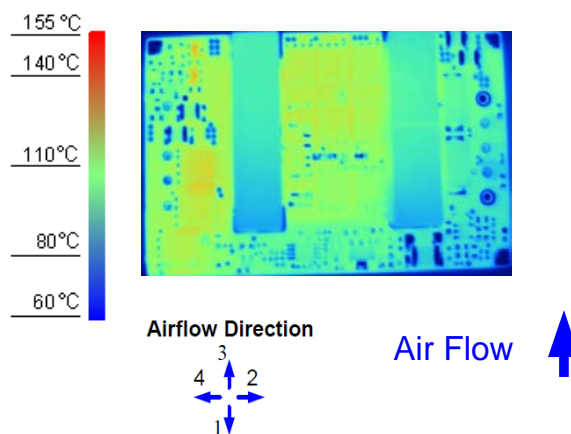 155 °C
140 °C
110 °C
80 °C
60 °C
Airflow Direction
Air Flow
3
4 2
1